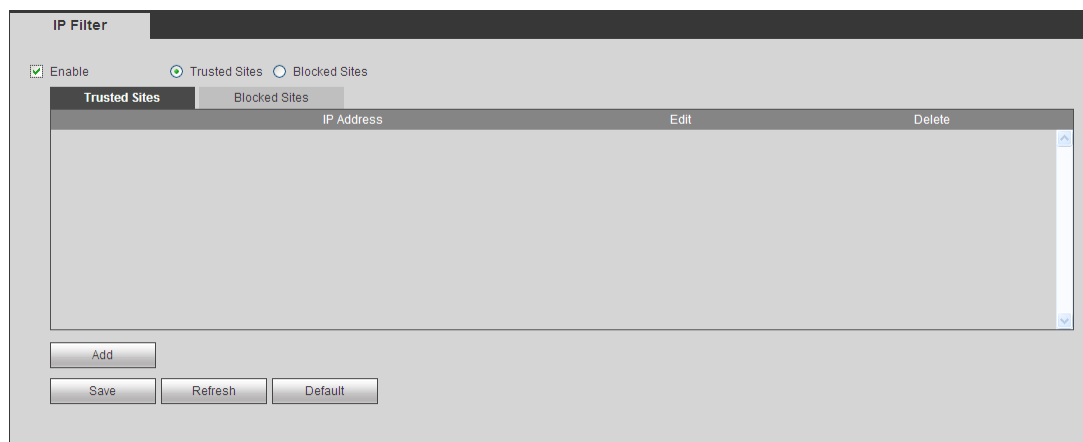 IP Filter
Enable Trusted Sites Blocked Sites
Trusted Sites Blocked Sites
IP Address Edit Delete
Add
Save Refresh Default